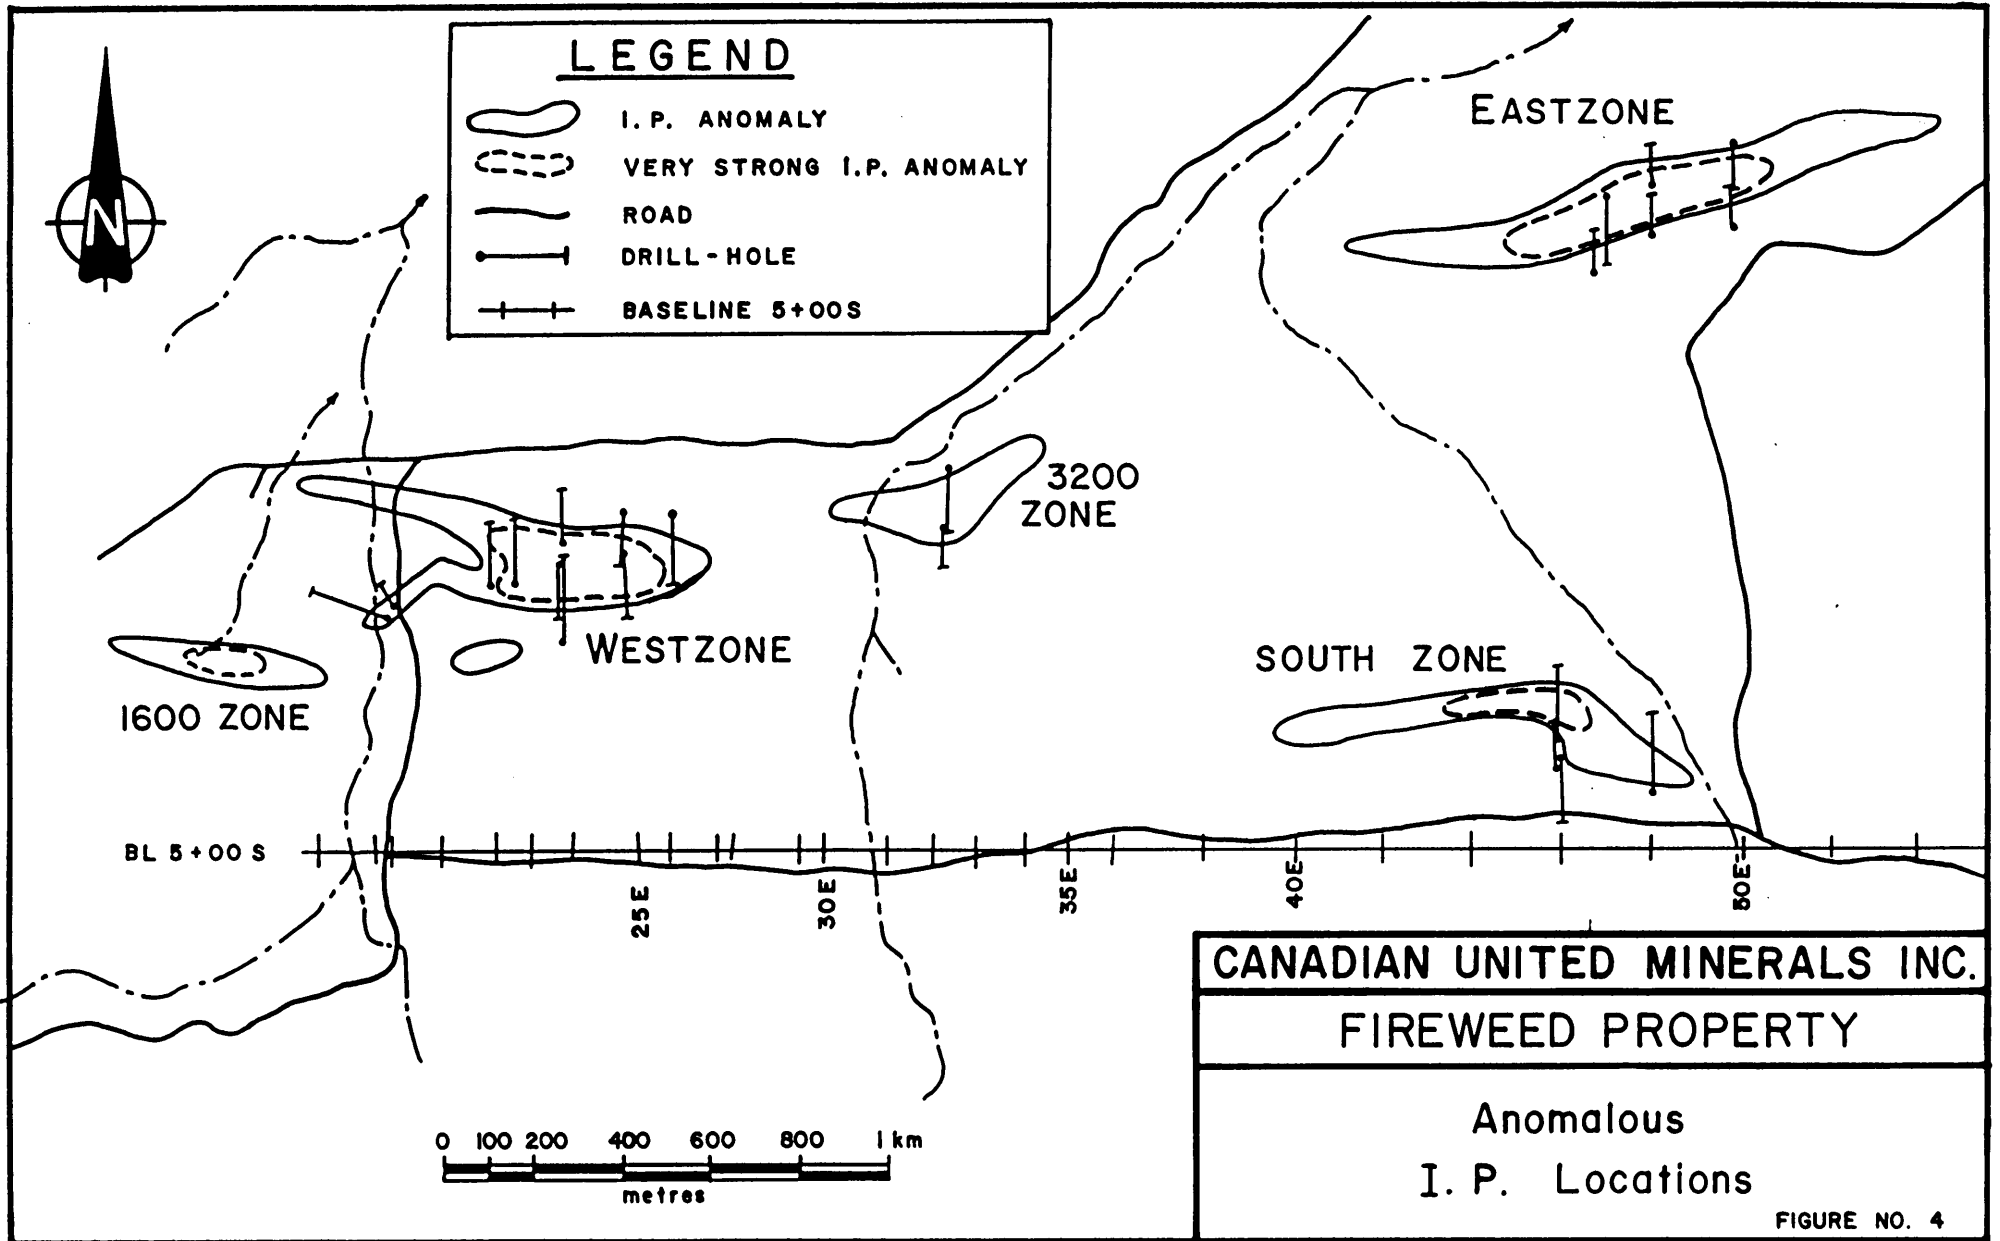 LEGEND
I.P. ANOMALY
VERY STRONG I.P. ANOMALY
ROAD
DRILL-HOLE
BASELINE 5+00S
N
EASTZONE
3200
ZONE
WESTZONE
SOUTH ZONE
1600 ZONE
BL 5+00 S
25E
30E
35E
40E
50E
0 100 200 400 600 800 1 km
metres
CANADIAN UNITED MINERALS INC.
FIREWEED PROPERTY
Anomalous
I. P. Locations
FIGURE NO. 4